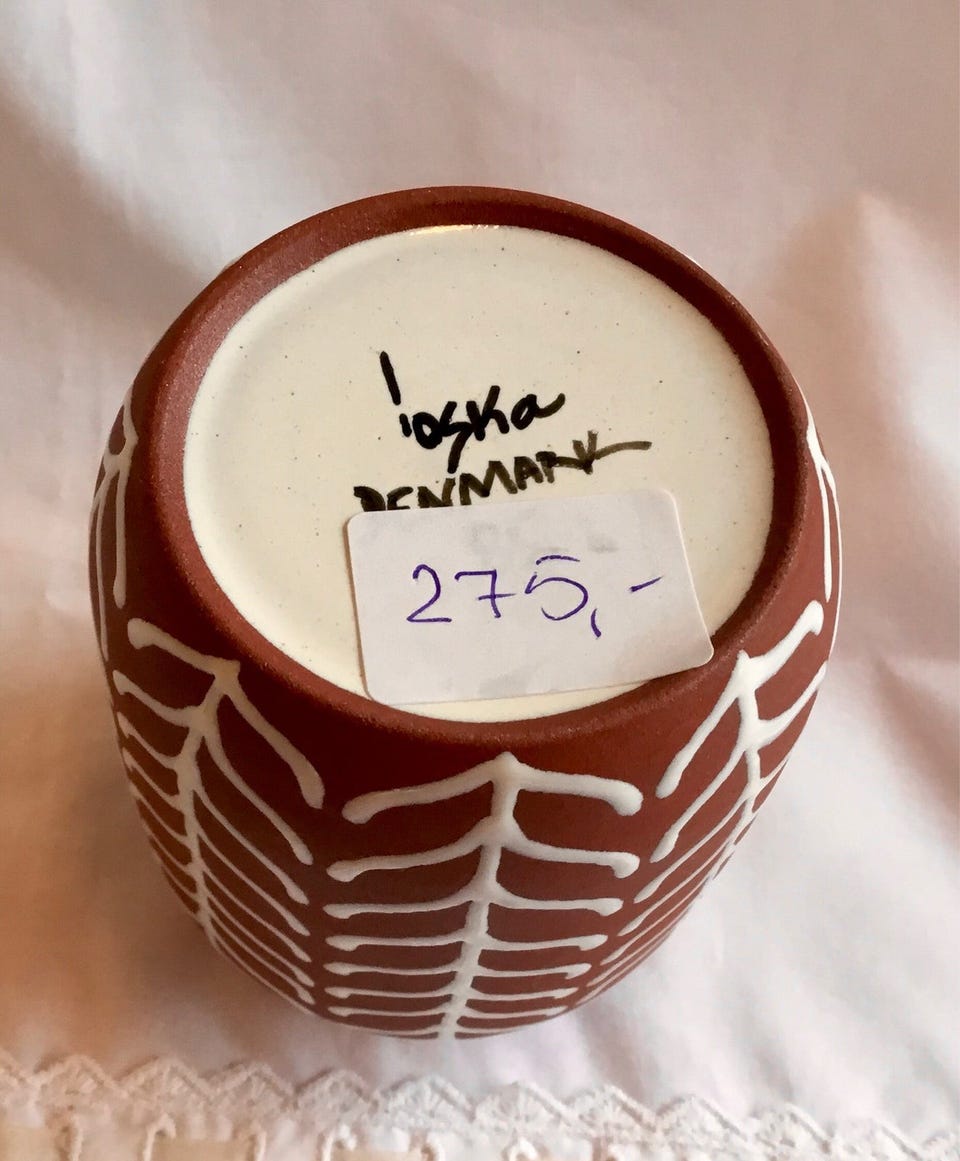 ioska
DENMARK
275,-